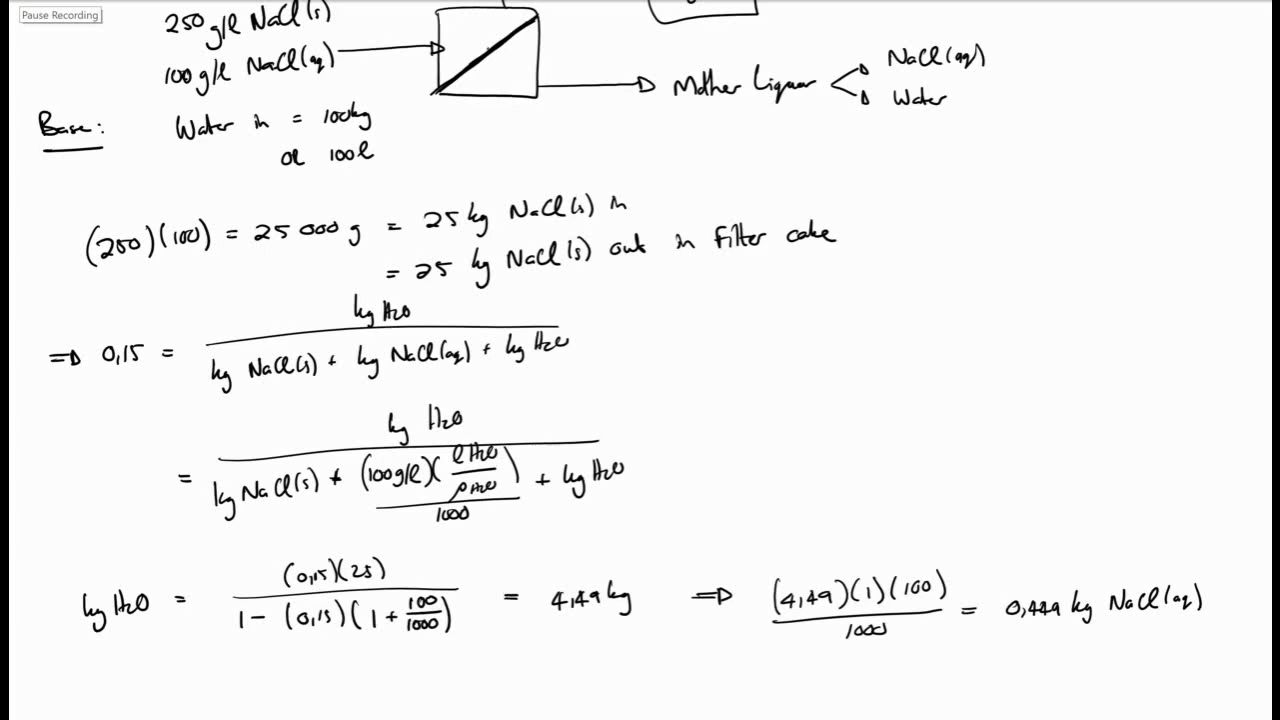 Pause Recording
250 g/l NaCl(s)
100 g/l NaCl(aq)
Mother Liquor
NaCl(aq)
Water
Base: Water in = 100kg
OR 100l
(200)(100) = 25 000 g = 25 kg NaCl(s) in
= 25 kg NaCl(s) out in filter cake
kg H2O
⇒ 0,15 =
kg NaCl(s) + kg NaCl(aq) + kg H2O
kg H2O
=
kg NaCl(s) + (100g/l)(l H2O/ρ H2O)/1000 + kg H2O
kg H2O = (0,15)(25)/1 - (0,15)(1 + 100/1000) = 4,49 kg ⇒ (4,49)(1)(100)/1000 = 0,449 kg NaCl(aq)